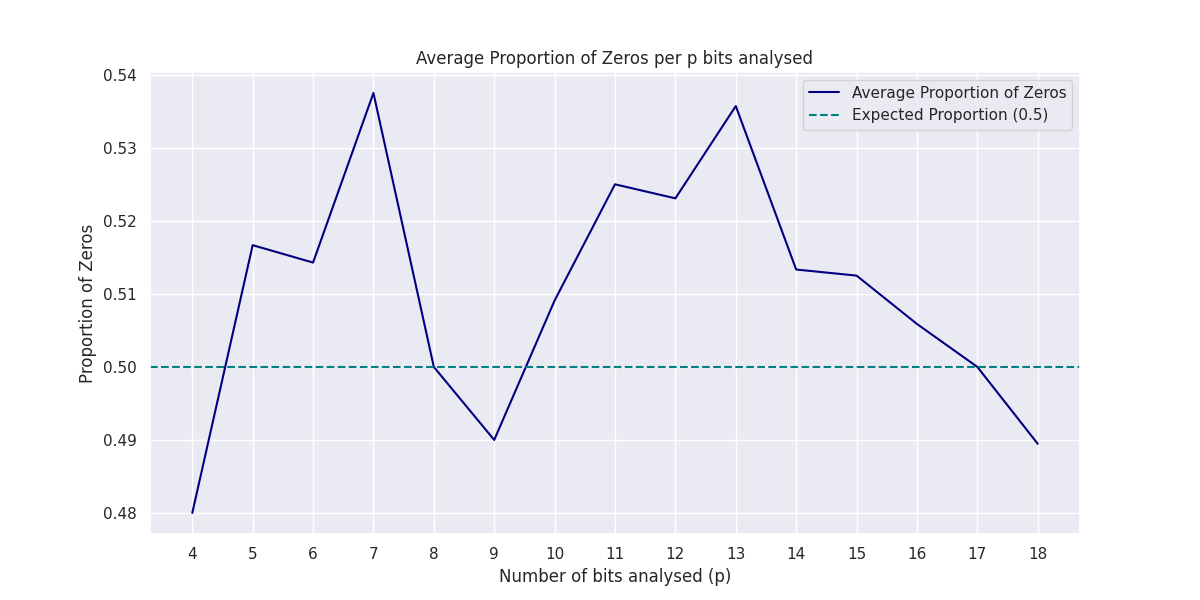 Average Proportion of Zeros per p bits analysed
Average Proportion of Zeros
Expected Proportion (0.5)
Proportion of Zeros
0.54
0.53
0.52
0.51
0.50
0.49
0.48
4 5 6 7 8 9 10 11 12 13 14 15 16 17 18
Number of bits analysed (p)